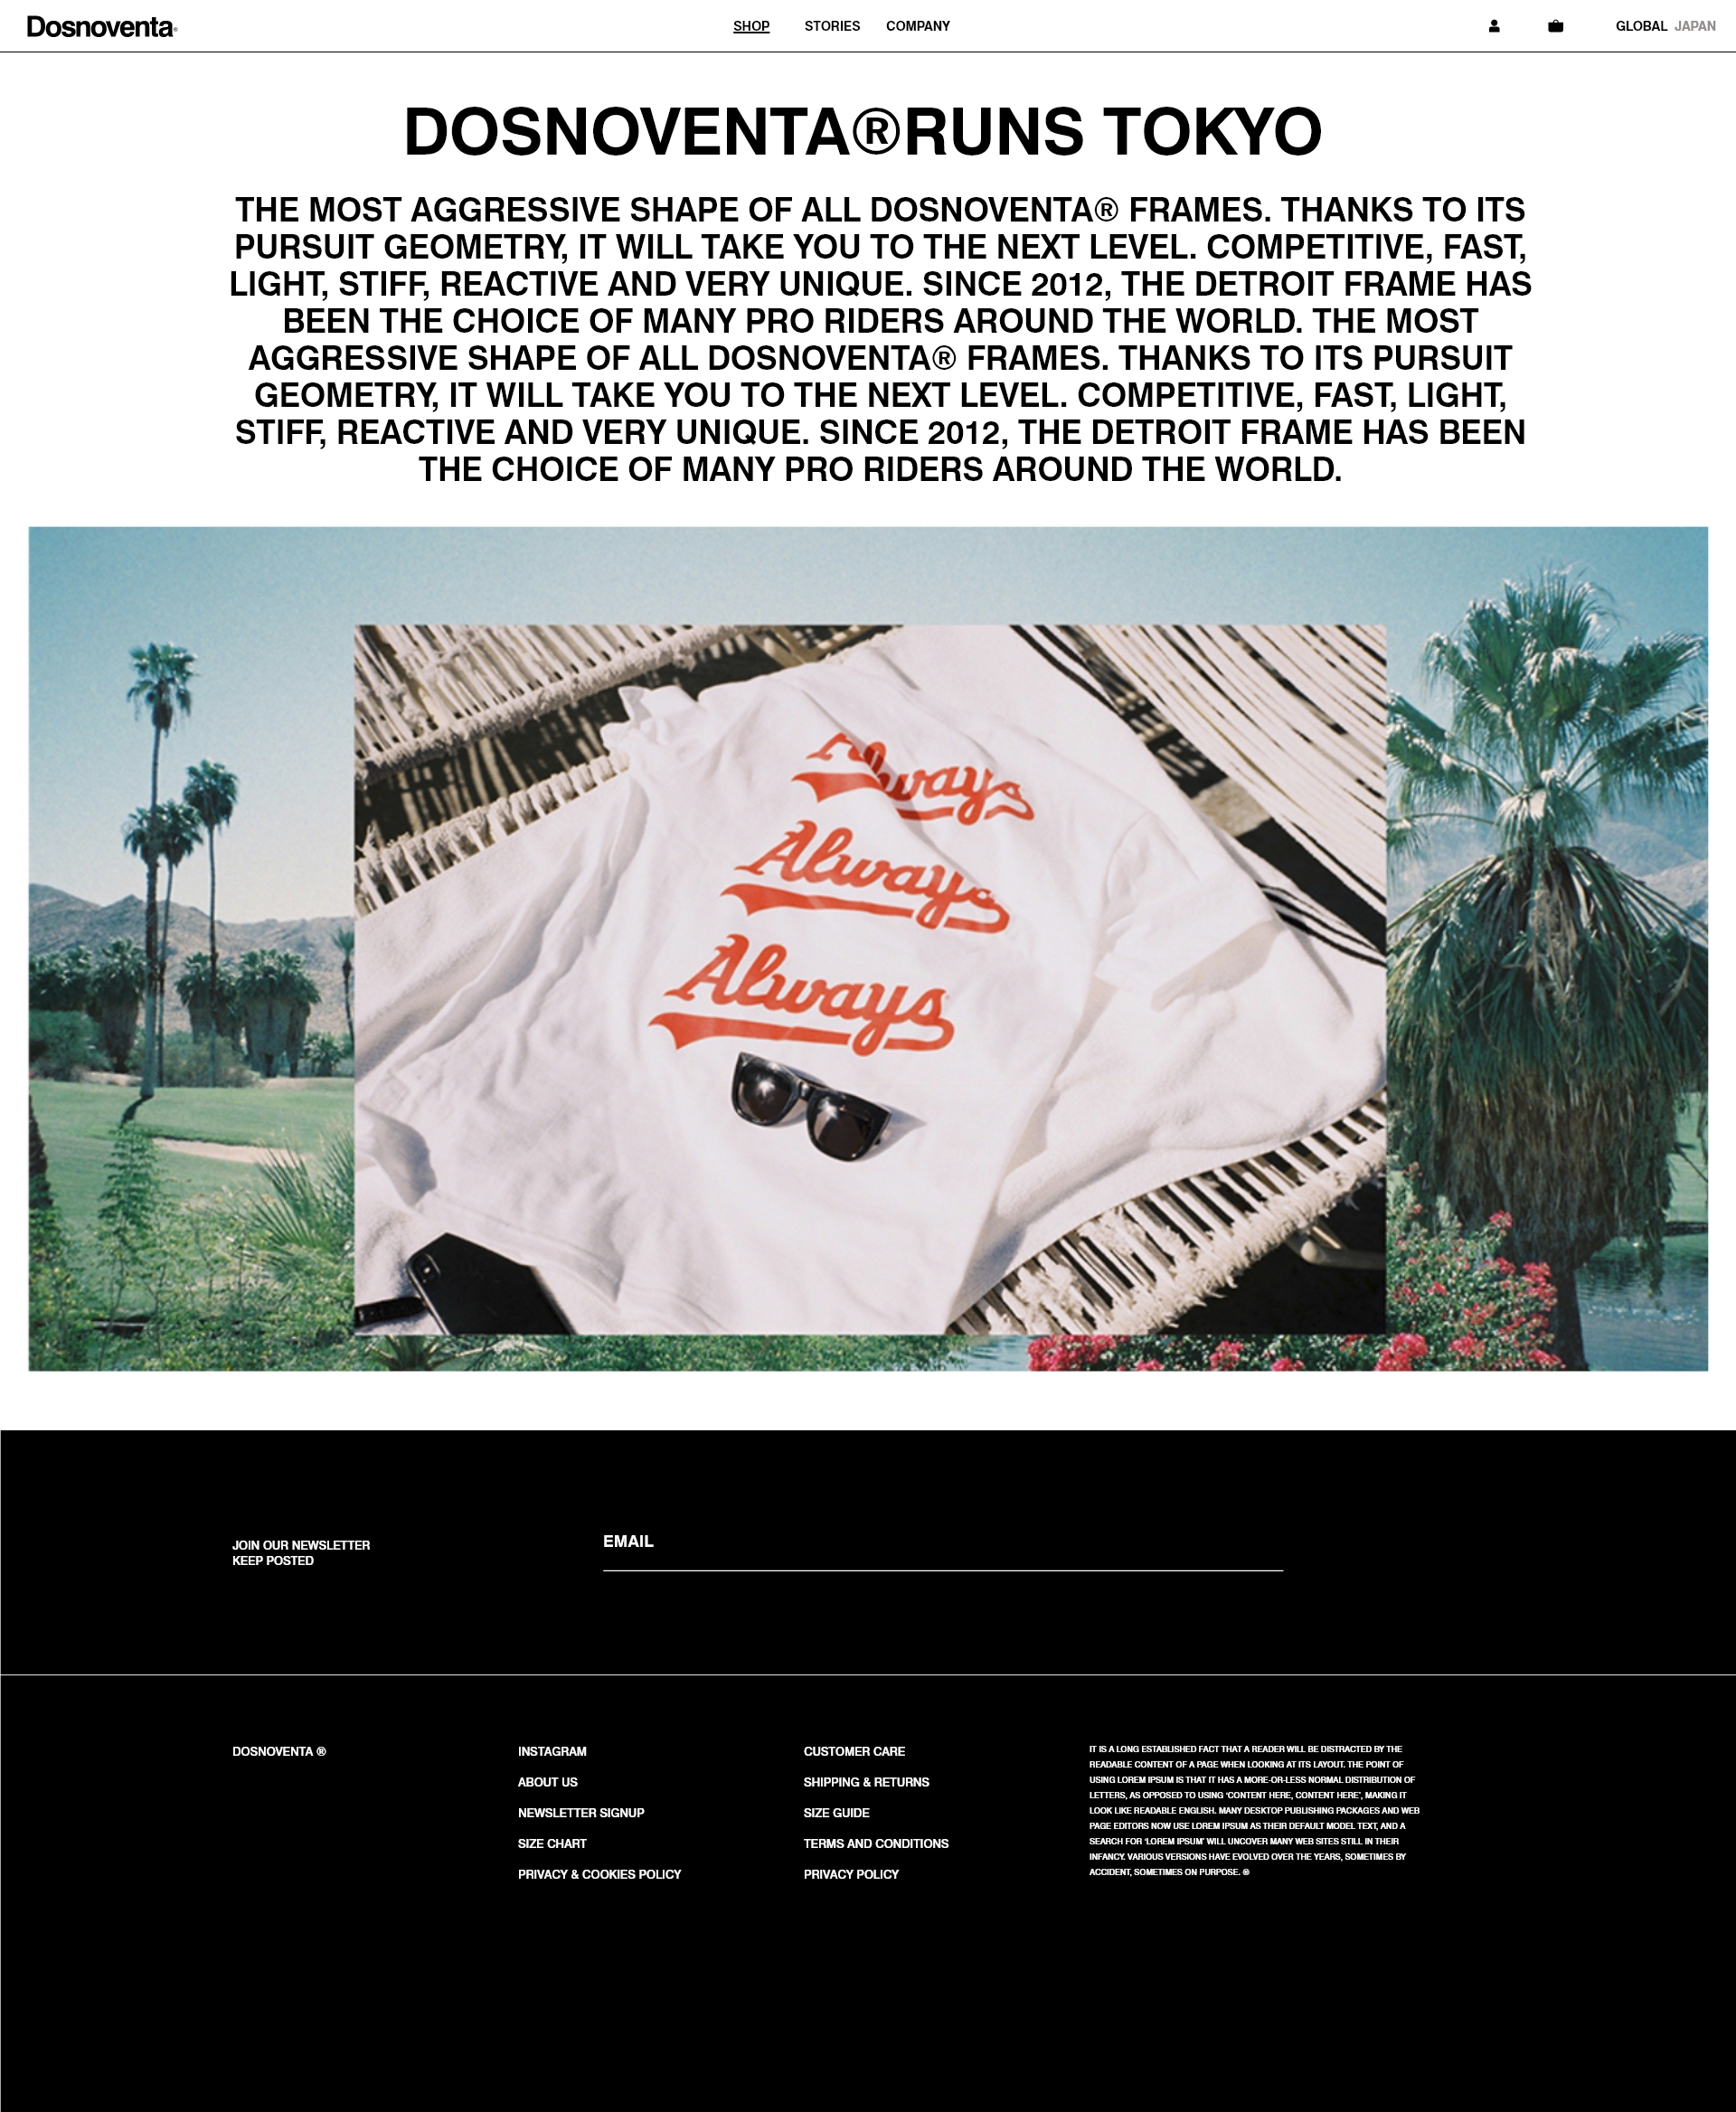 Dosnoventa®
SHOP STORIES COMPANY
GLOBAL JAPAN
DOSNOVENTA®RUNS TOKYO
THE MOST AGGRESSIVE SHAPE OF ALL DOSNOVENTA® FRAMES. THANKS TO ITS
PURSUIT GEOMETRY, IT WILL TAKE YOU TO THE NEXT LEVEL. COMPETITIVE, FAST,
LIGHT, STIFF, REACTIVE AND VERY UNIQUE. SINCE 2012, THE DETROIT FRAME HAS
BEEN THE CHOICE OF MANY PRO RIDERS AROUND THE WORLD. THE MOST
AGGRESSIVE SHAPE OF ALL DOSNOVENTA® FRAMES. THANKS TO ITS PURSUIT
GEOMETRY, IT WILL TAKE YOU TO THE NEXT LEVEL. COMPETITIVE, FAST, LIGHT,
STIFF, REACTIVE AND VERY UNIQUE. SINCE 2012, THE DETROIT FRAME HAS BEEN
THE CHOICE OF MANY PRO RIDERS AROUND THE WORLD.
Always
Always
Always
JOIN OUR NEWSLETTER
KEEP POSTED
EMAIL
DOSNOVENTA ®
INSTAGRAM
ABOUT US
NEWSLETTER SIGNUP
SIZE CHART
PRIVACY & COOKIES POLICY
CUSTOMER CARE
SHIPPING & RETURNS
SIZE GUIDE
TERMS AND CONDITIONS
PRIVACY POLICY
IT IS A LONG ESTABLISHED FACT THAT A READER WILL BE DISTRACTED BY THE
READABLE CONTENT OF A PAGE WHEN LOOKING AT ITS LAYOUT. THE POINT OF
USING LOREM IPSUM IS THAT IT HAS A MORE-OR-LESS NORMAL DISTRIBUTION OF
LETTERS, AS OPPOSED TO USING ‘CONTENT HERE, CONTENT HERE’, MAKING IT
LOOK LIKE READABLE ENGLISH. MANY DESKTOP PUBLISHING PACKAGES AND WEB
PAGE EDITORS NOW USE LOREM IPSUM AS THEIR DEFAULT MODEL TEXT, AND A
SEARCH FOR ‘LOREM IPSUM’ WILL UNCOVER MANY WEB SITES STILL IN THEIR
INFANCY. VARIOUS VERSIONS HAVE EVOLVED OVER THE YEARS, SOMETIMES BY
ACCIDENT, SOMETIMES ON PURPOSE. ®